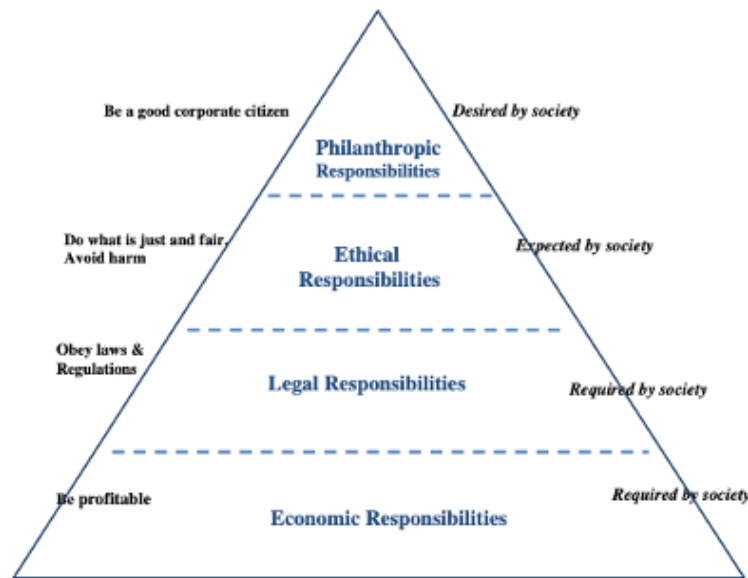 Be a good corporate citizen
Desired by society
Philanthropic
Responsibilities
Do what is just and fair,
Avoid harm
Expected by society
Ethical
Responsibilities
Obey laws &
Regulations
Legal Responsibilities
Required by society
Be profitable
Required by society
Economic Responsibilities